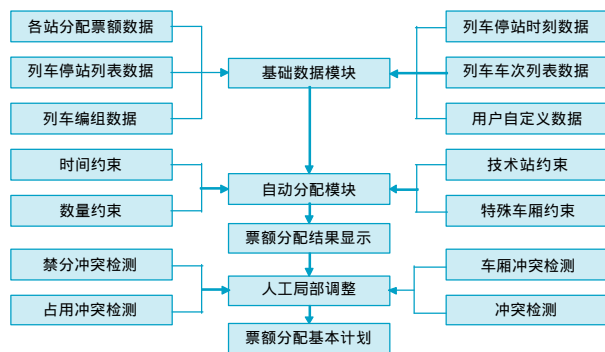 各站分配票额数据
列车停站时刻数据
列车停站列表数据
基础数据模块
列车车次列表数据
列车编组数据
用户自定义数据
时间约束
技术站约束
自动分配模块
数量约束
特殊车厢约束
票额分配结果显示
禁分冲突检测
车厢冲突检测
人工局部调整
占用冲突检测
冲突检测
票额分配基本计划